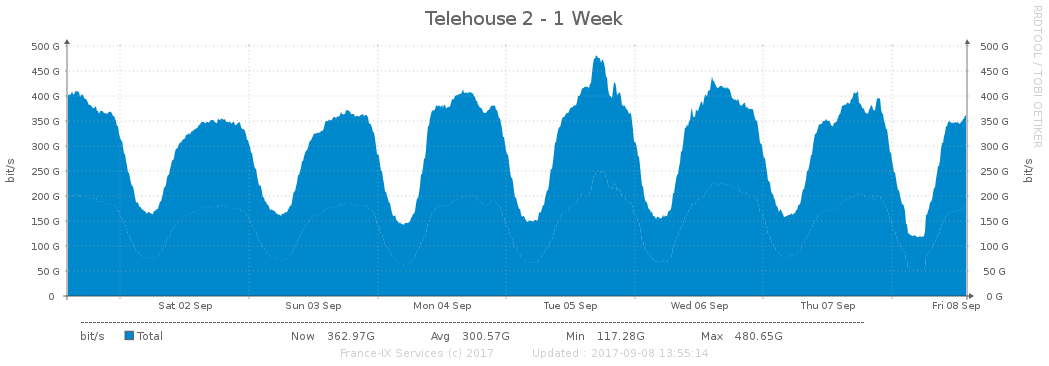 Telehouse 2 - 1 Week
RRDTOOL / TOBI OETIKER
500 G 500 G
450 G 450 G
400 G 400 G
350 G 350 G
300 G 300 G
250 G 250 G
200 G 200 G
150 G 150 G
100 G 100 G
50 G 50 G
0 0 G
bit/s bit/s
Sat 02 Sep Sun 03 Sep Mon 04 Sep Tue 05 Sep Wed 06 Sep Thu 07 Sep Fri 08 Sep
bit/s Total Now 362.97G Avg 300.57G Min 117.28G Max 480.65G
France-IX Services (c) 2017 Updated : 2017-09-08 13:55:14